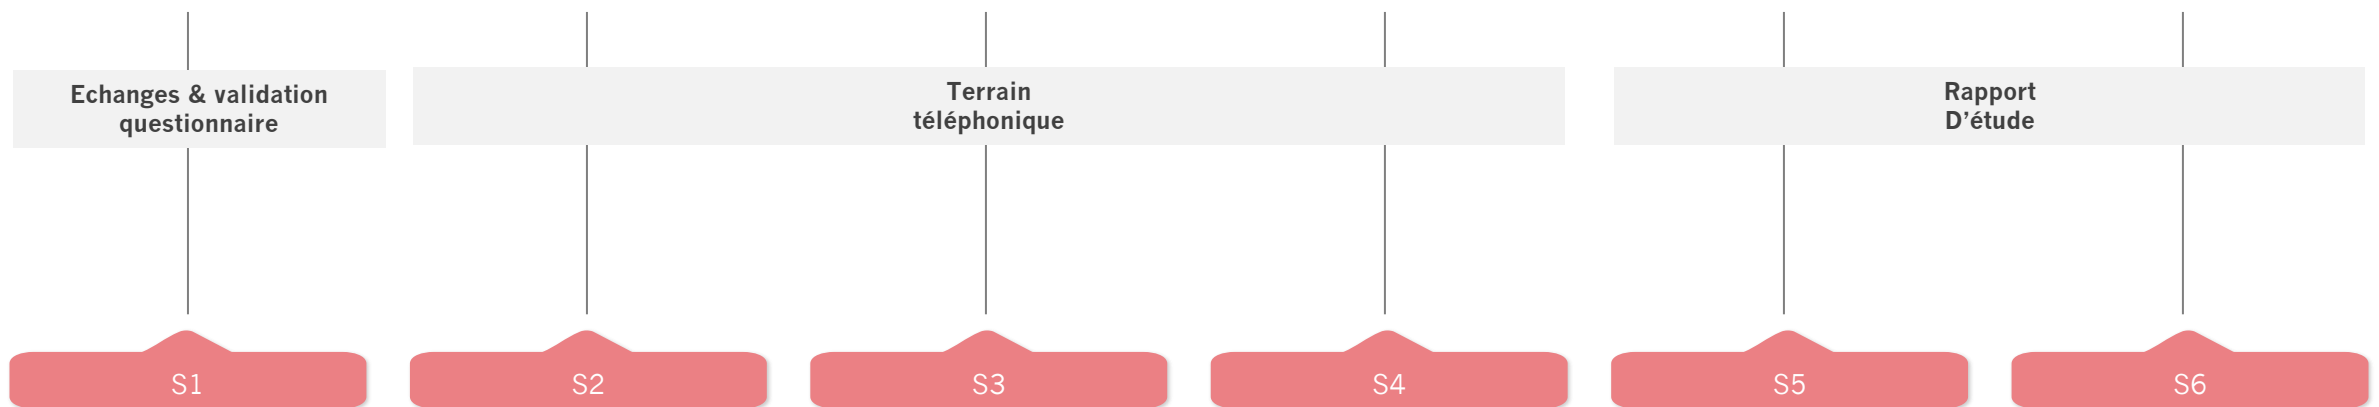 Echanges & validation
questionnaire
Terrain
téléphonique
Rapport
D’étude
S1
S2
S3
S4
S5
S6